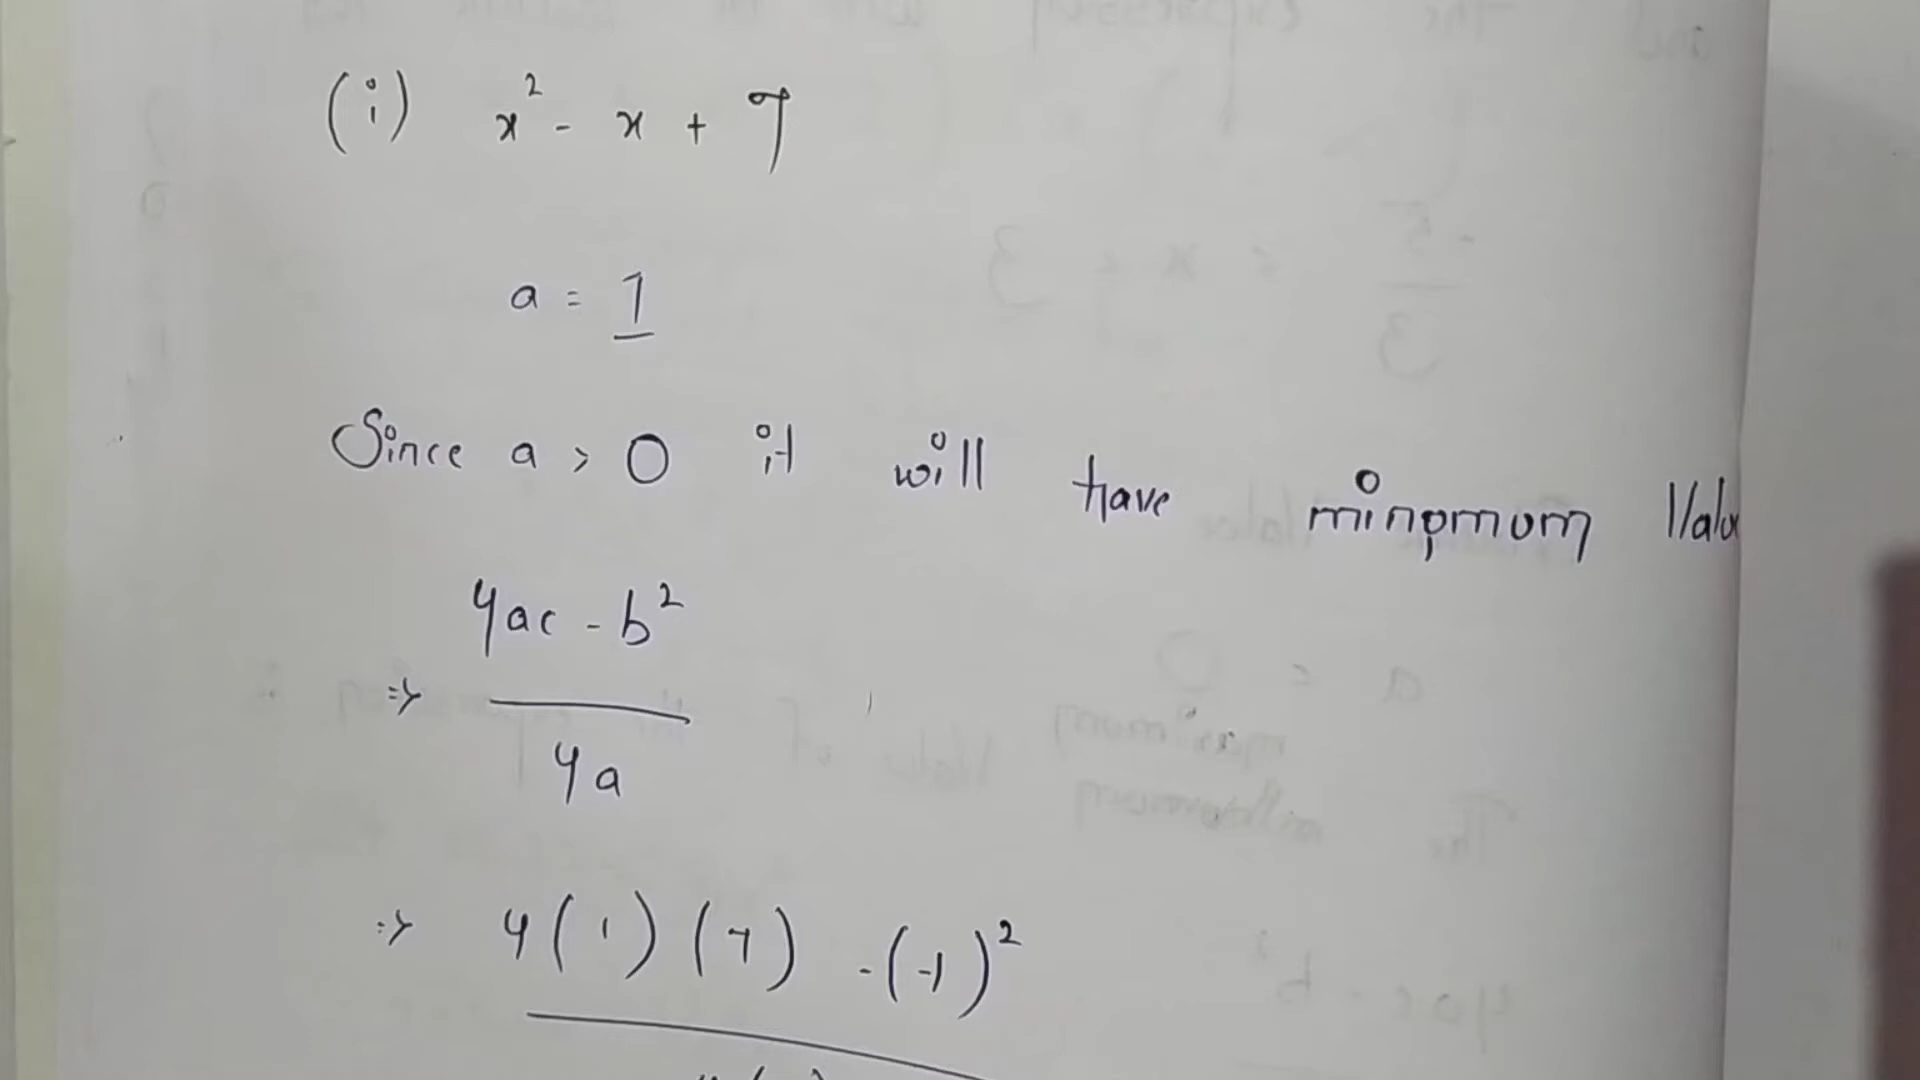 (i) x² - x + 7
a = 1
Since a > 0 it will have minimum Valu
4ac - b²
⇒
4a
⇒ 4(1)(7) - (-1)²